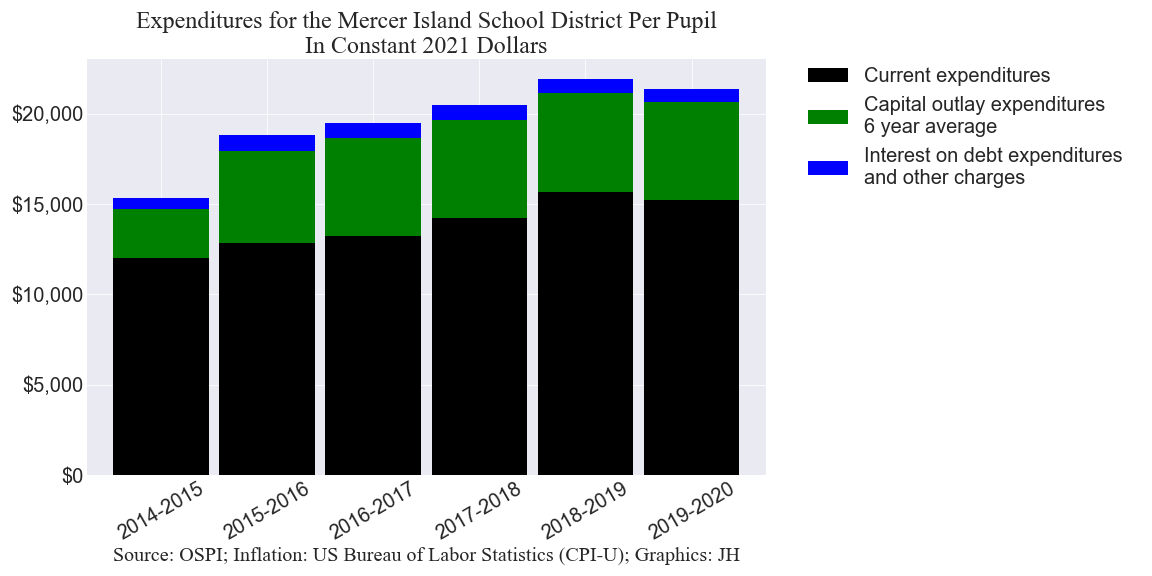 Expenditures for the Mercer Island School District Per Pupil
In Constant 2021 Dollars
Current expenditures
Capital outlay expenditures
6 year average
Interest on debt expenditures
and other charges
$20,000
$15,000
$10,000
$5,000
$0
2014-2015
2015-2016
2016-2017
2017-2018
2018-2019
2019-2020
Source: OSPI; Inflation: US Bureau of Labor Statistics (CPI-U); Graphics: JH